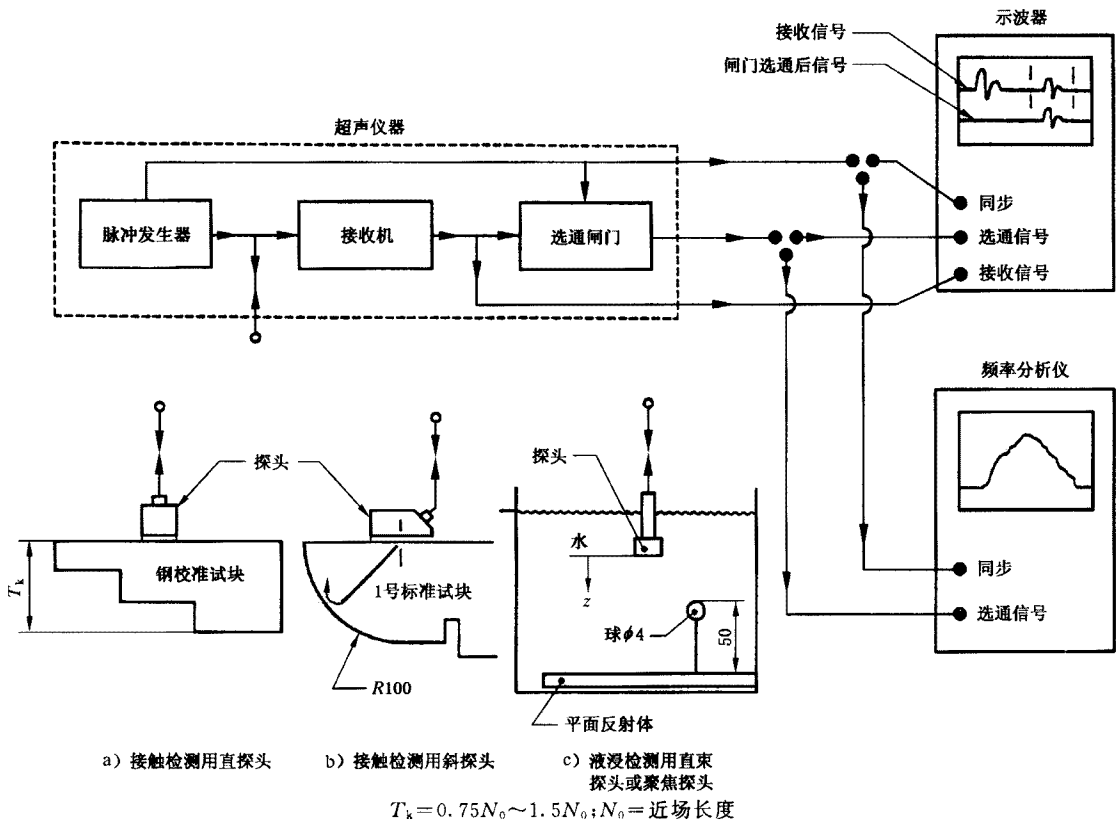 示波器
接收信号
闸门选通后信号
超声仪器
脉冲发生器
接收机
选通闸门
同步
选通信号
接收信号
频率分析仪
探头
探头
水
钢校准试块
1号标准试块
T_k
z
球φ4
50
同步
选通信号
R100
平面反射体
a）接触检测用直探头
b）接触检测用斜探头
c）液浸检测用直束
探头或聚焦探头
T_k=0.75N_0～1.5N_0;N_0=近场长度